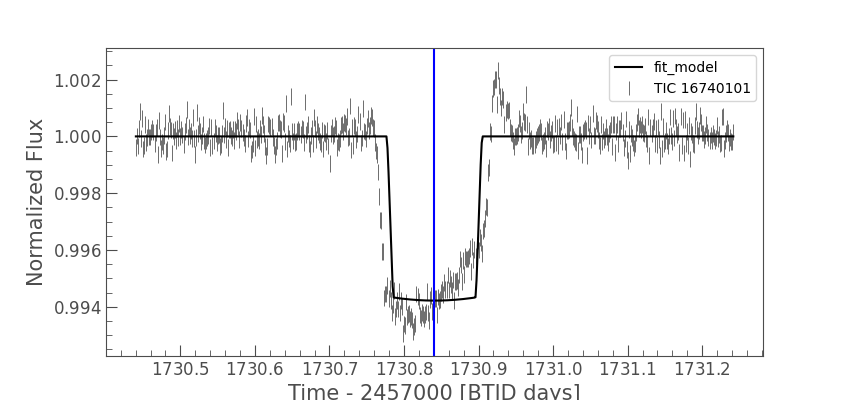 fit_model
TIC 16740101
1.002
1.000
0.998
0.996
0.994
Normalized Flux
1730.5 1730.6 1730.7 1730.8 1730.9 1731.0 1731.1 1731.2
Time - 2457000 [BTJD days]